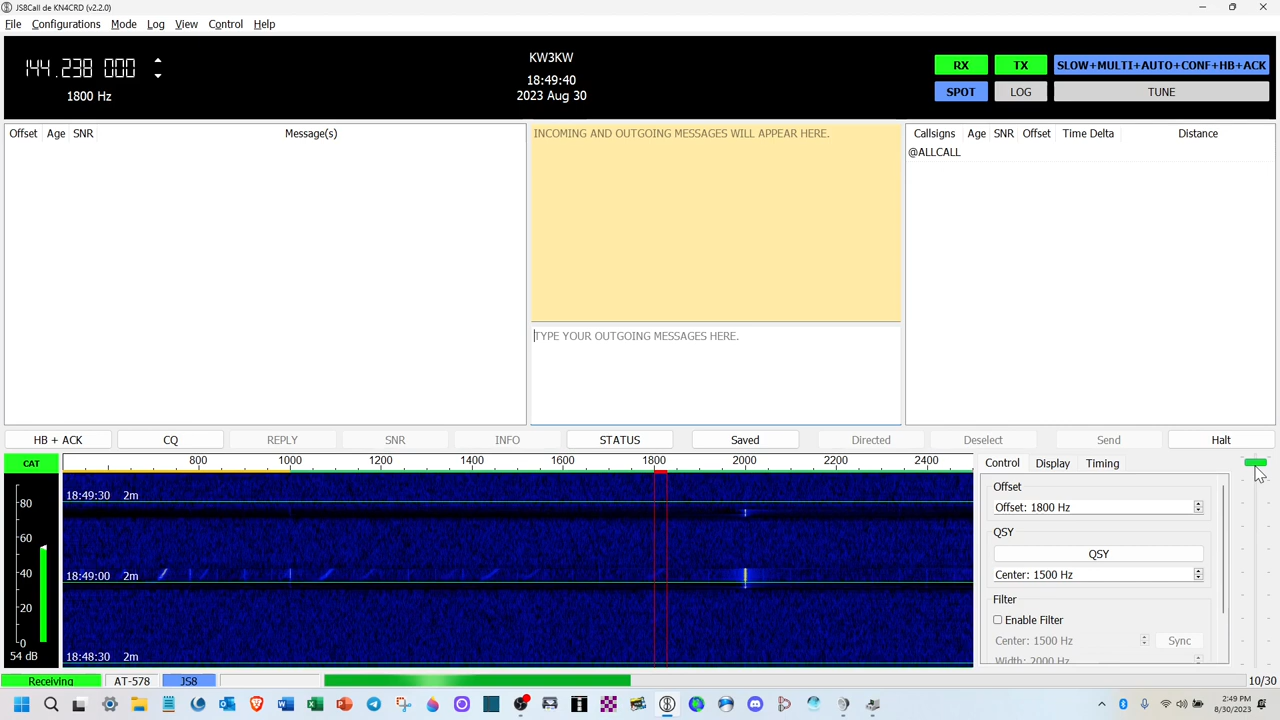 JS8Call de KN4CRD (v2.2.0)
File Configurations Mode Log View Control Help
144.238 000
1800 Hz
KW3KW
18:49:40
2023 Aug 30
RX TX SLOW+MULTI+AUTO+CONF+HB+ACK
SPOT LOG TUNE
Offset Age SNR Message(s)
INCOMING AND OUTGOING MESSAGES WILL APPEAR HERE.
TYPE YOUR OUTGOING MESSAGES HERE.
Callsigns Age SNR Offset Time Delta Distance
@ALLCALL
HB + ACK CQ REPLY SNR INFO STATUS Saved Directed Deselect Send Halt
CAT
800 1000 1200 1400 1600 1800 2000 2200 2400
80
60
40
20
0
54 dB
18:49:30 2m
18:49:00 2m
18:48:30 2m
Control Display Timing
Offset
Offset: 1800 Hz
QSY
QSY
Center: 1500 Hz
Filter
Enable Filter
Center: 1500 Hz Sync
Width: 2000 Hz
Receiving AT-578 JS8 10/30
2:49 PM
8/30/2023